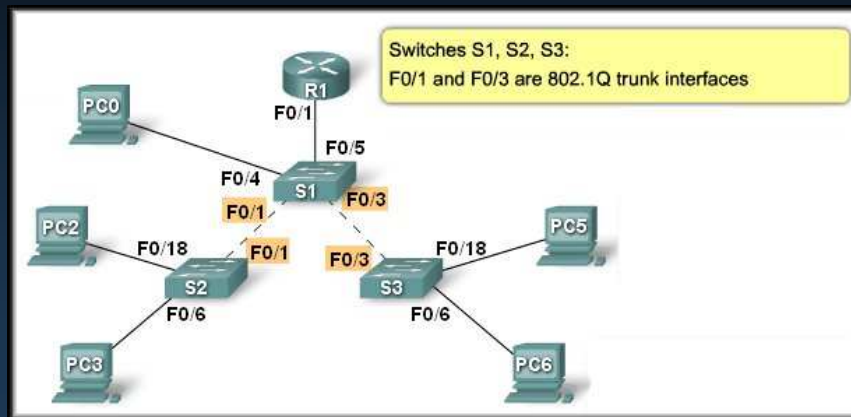 Switches S1, S2, S3:
F0/1 and F0/3 are 802.1Q trunk interfaces
R1
F0/1
PC0
F0/5
F0/4
S1
F0/1
F0/3
PC2
F0/18
F0/1
S2
F0/6
PC3
F0/3
F0/18
PC5
S3
F0/6
PC6